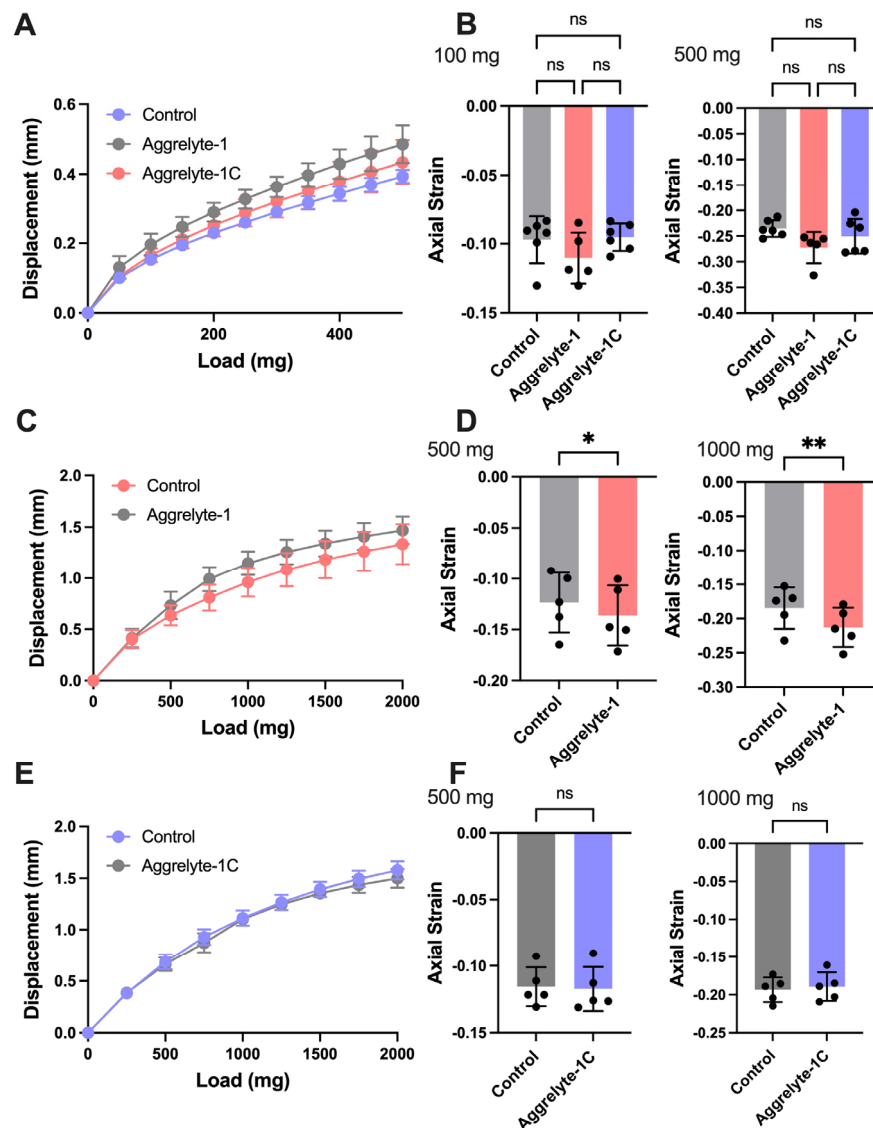 A
Displacement (mm)
0.6
0.4
0.2
0.0
Control
Aggrelyte-1
Aggrelyte-1C
0
200
400
Load (mg)
B
100 mg
ns
ns
ns
Axial Strain
0.00
-0.05
-0.10
-0.15
Control
Aggrelyte-1
Aggrelyte-1C
500 mg
ns
ns
ns
Axial Strain
0.00
-0.05
-0.10
-0.15
-0.20
-0.25
-0.30
-0.35
-0.40
Control
Aggrelyte-1
Aggrelyte-1C
C
Displacement (mm)
2.0
1.5
1.0
0.5
0.0
Control
Aggrelyte-1
0
500
1000
1500
2000
Load (mg)
D
500 mg
*
Axial Strain
0.00
-0.05
-0.10
-0.15
-0.20
Control
Aggrelyte-1
1000 mg
**
Axial Strain
0.00
-0.05
-0.10
-0.15
-0.20
-0.25
-0.30
Control
Aggrelyte-1
E
Displacement (mm)
2.0
1.5
1.0
0.5
0.0
Control
Aggrelyte-1C
0
500
1000
1500
2000
Load (mg)
F
500 mg
ns
Axial Strain
0.00
-0.05
-0.10
-0.15
Control
Aggrelyte-1C
1000 mg
ns
Axial Strain
0.00
-0.05
-0.10
-0.15
-0.20
-0.25
Control
Aggrelyte-1C